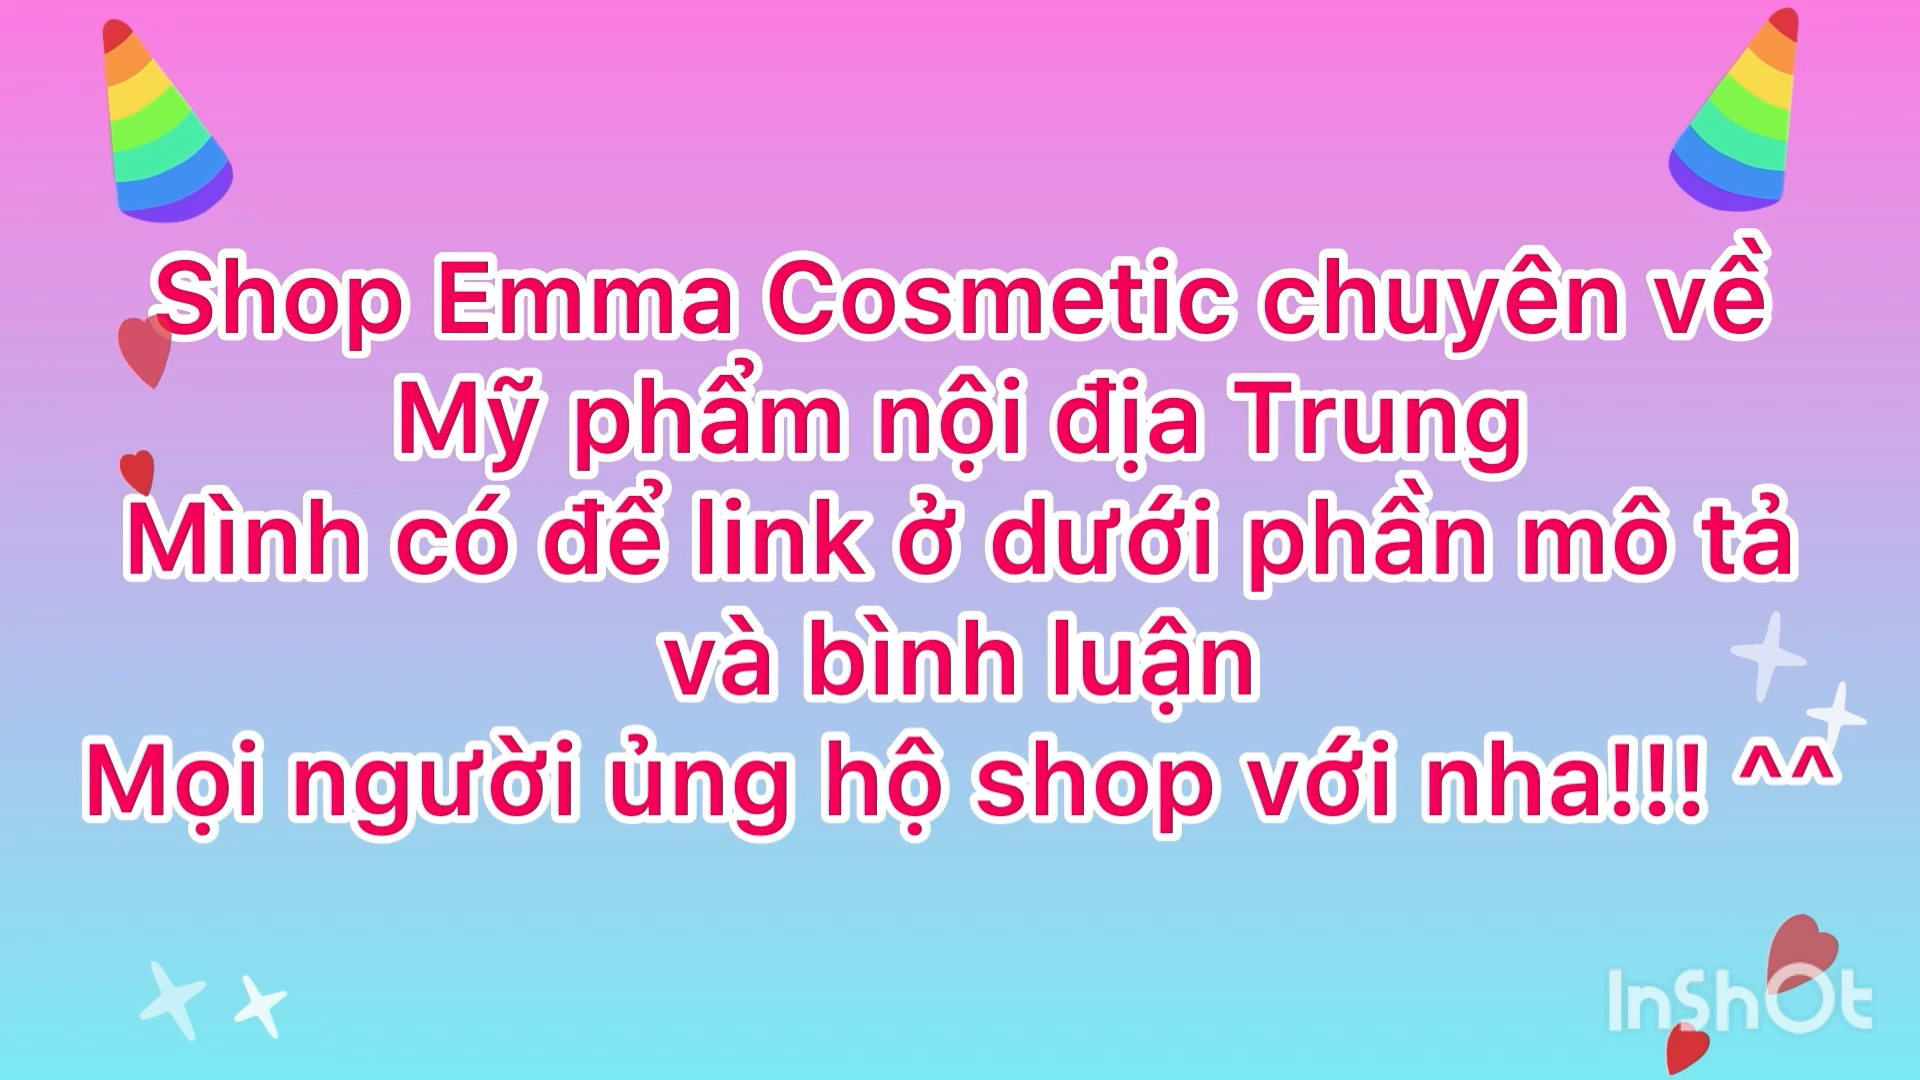 Shop Emma Cosmetic chuyên về
Mỹ phẩm nội địa Trung
Mình có để link ở dưới phần mô tả
và bình luận
Mọi người ủng hộ shop với nha!!! ^^
InShOt